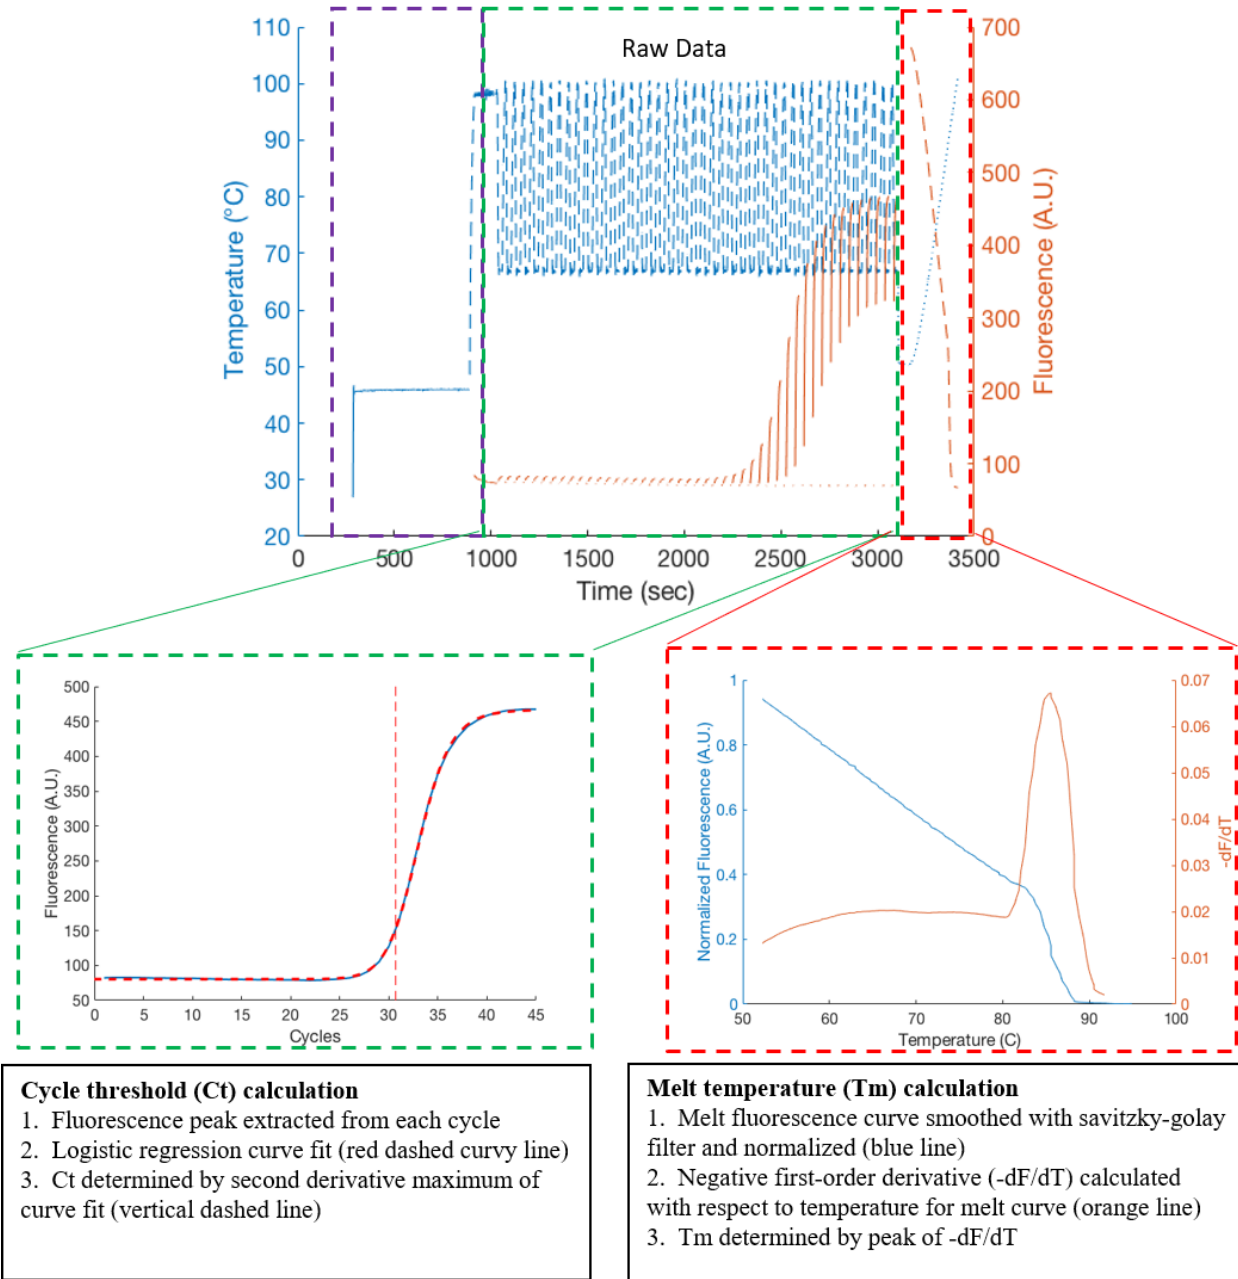 Raw Data
110
100
90
80
70
60
50
40
30
20
Temperature (°C)
700
600
500
400
300
200
100
0
Fluorescence (A.U.)
0 500 1000 1500 2000 2500 3000 3500
Time (sec)
500
450
400
350
300
250
200
150
100
50
Fluorescence (A.U.)
0 5 10 15 20 25 30 35 40 45
Cycles
1
0.8
0.6
0.4
0.2
0
Normalized Fluorescence (A.U.)
0.07
0.06
0.05
0.04
0.03
0.02
0.01
0
-dF/dT
50 60 70 80 90 100
Temperature (C)
Cycle threshold (Ct) calculation
1. Fluorescence peak extracted from each cycle
2. Logistic regression curve fit (red dashed curvy line)
3. Ct determined by second derivative maximum of
curve fit (vertical dashed line)
Melt temperature (Tm) calculation
1. Melt fluorescence curve smoothed with savitzky-golay
filter and normalized (blue line)
2. Negative first-order derivative (-dF/dT) calculated
with respect to temperature for melt curve (orange line)
3. Tm determined by peak of -dF/dT